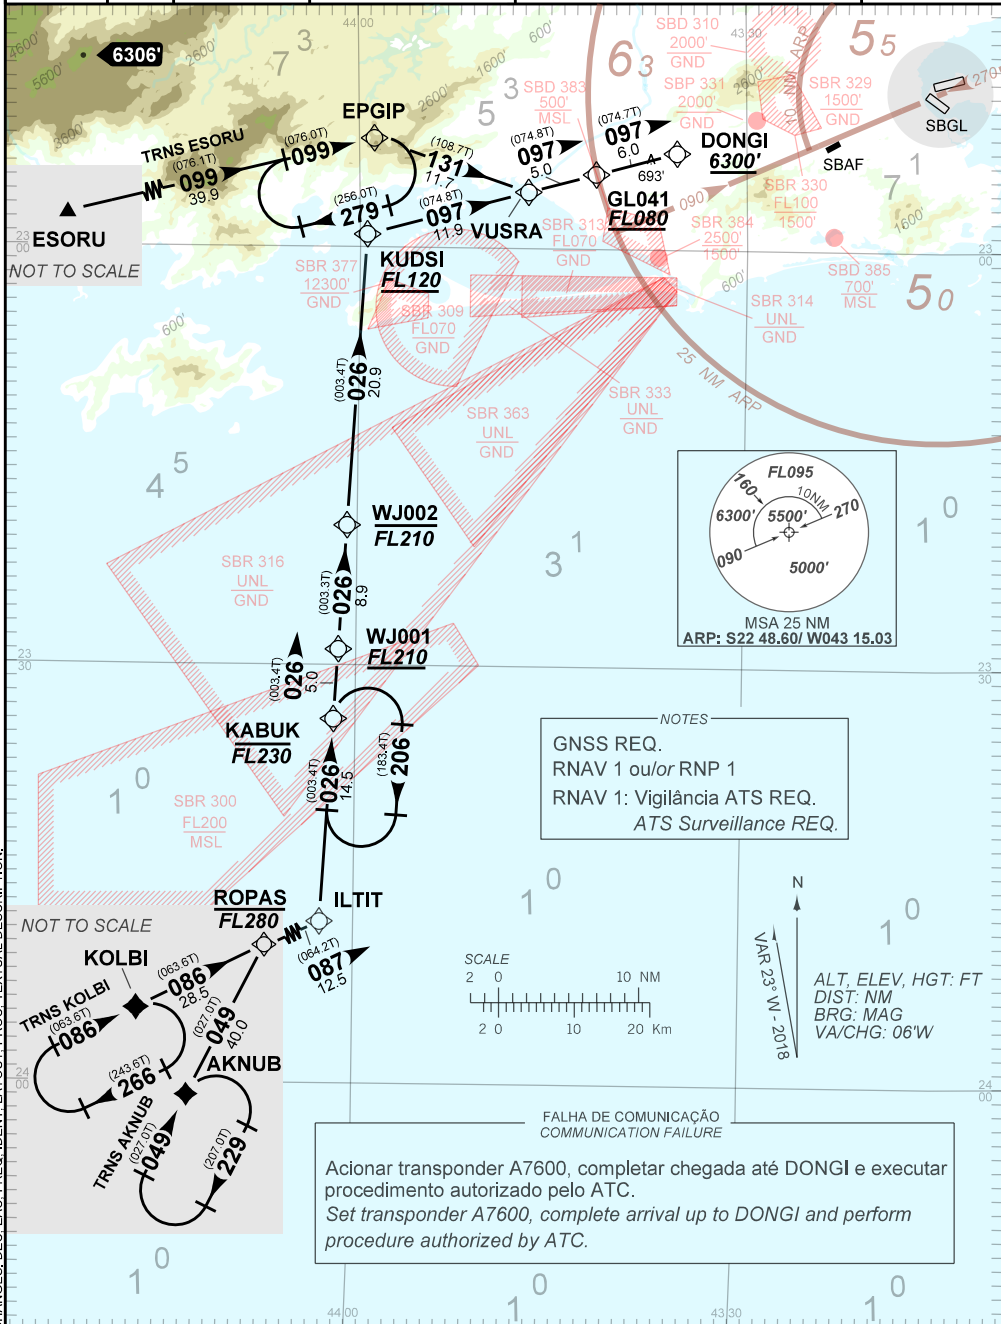 44 00
4600'
5600'
3600'
6306'
2600'
7 3
1600'
600'
2600'
5 3
SBD 310
2000'
GND
43 30
2600'
10 NM ARP
6 3
5 5
SBD 383
500'
MSL
SBP 331
2000'
GND
SBR 329
1500'
GND
270
SBGL
SBAF
7 1
EPGIP
TRNS ESORU
(076.1T)
099
39.9
(076.0T)
099
(108.7T)
131
11.7
(074.8T)
097
5.0
(074.7T)
097
6.0
693'
DONGI
6300'
GL041
FL080
090
SBR 330
FL100
1500'
1600'
(256.0T)
279
(074.8T)
097
11.9
VUSRA
ESORU
NOT TO SCALE
23 00
23 00
KUDSI
FL120
SBR 377
12300'
GND
SBR 313
FL070
GND
SBR 384
2500'
1500'
600'
SBD 385
700'
MSL
5 0
SBR 309
FL070
GND
SBR 314
UNL
GND
600'
25 NM ARP
(003.4T)
026
20.9
SBR 333
UNL
GND
SBR 363
UNL
GND
4 5
FL095
160
10NM
6300'
5500'
270
090
5000'
MSA 25 NM
ARP: S22 48.60/ W043 15.03
1 0
WJ002
FL210
3 1
SBR 316
UNL
GND
(003.3T)
026
8.9
WJ001
FL210
23 30
23 30
(003.4T)
026
5.0
KABUK
FL230
(003.4T)
026
14.5
(183.4T)
206
1 0
SBR 300
FL200
MSL
NOTES
GNSS REQ.
RNAV 1 ou/or RNP 1
RNAV 1: Vigilância ATS REQ.
ATS Surveillance REQ.
ROPAS
FL280
ILTIT
(064.2T)
087
12.5
1 0
1 0
NOT TO SCALE
KOLBI
TRNS KOLBI
(063.6T)
086
(063.6T)
086
28.5
(243.6T)
266
(027.0T)
049
40.0
AKNUB
TRNS AKNUB
(027.0T)
049
(207.0T)
229
SCALE
2 0 10 NM
2 0 10 20 Km
N
VAR 23° W - 2018
ALT, ELEV, HGT: FT
DIST: NM
BRG: MAG
VA/CHG: 06'W
24 00
24 00
FALHA DE COMUNICAÇÃO
COMMUNICATION FAILURE
Acionar transponder A7600, completar chegada até DONGI e executar
procedimento autorizado pelo ATC.
Set transponder A7600, complete arrival up to DONGI and perform
procedure authorized by ATC.
1 0
1 0
1 0
44 00
43 30